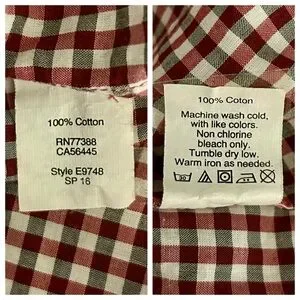 100% Cotton
RN77388
CA56445
Style E9748
SP 16
100% Coton
Machine wash cold,
with like colors.
Non chlorine
bleach only.
Tumble dry low.
Warm iron as needed.